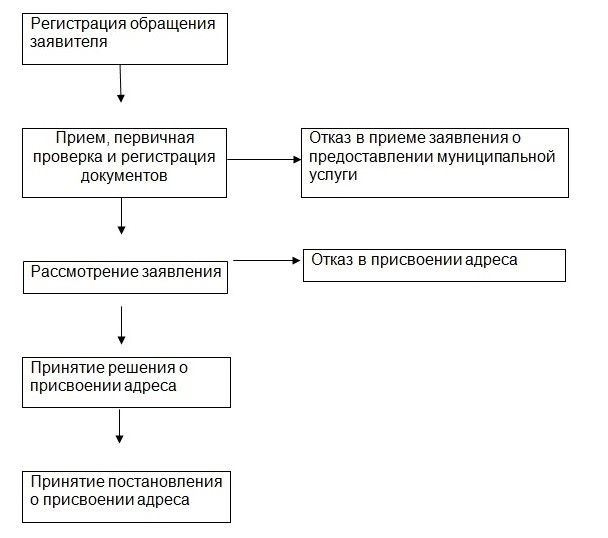 Регистрация обращения
заявителя
Прием, первичная
проверка и регистрация
документов
Отказ в приеме заявления о
предоставлении муниципальной
услуги
Рассмотрение заявления
Отказ в присвоении адреса
Принятие решения о
присвоении адреса
Принятие постановления
о присвоении адреса